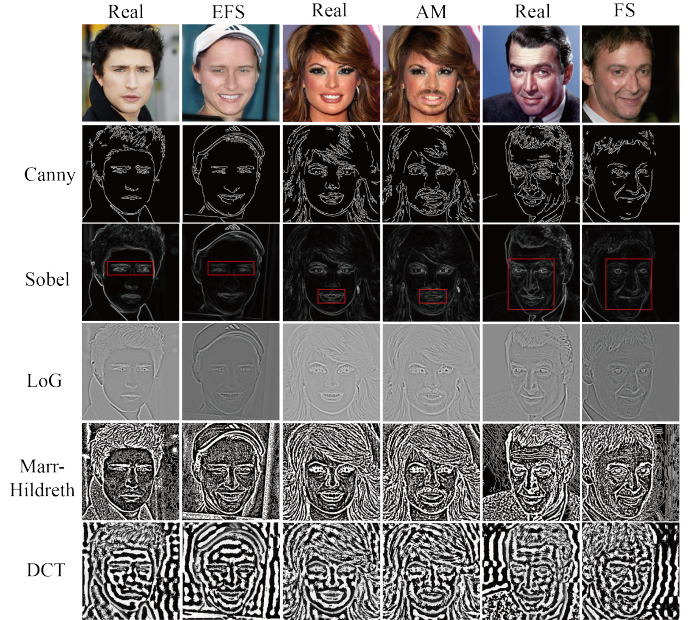 Real EFS Real AM Real FS
Canny
Sobel
LoG
Marr-
Hildreth
DCT